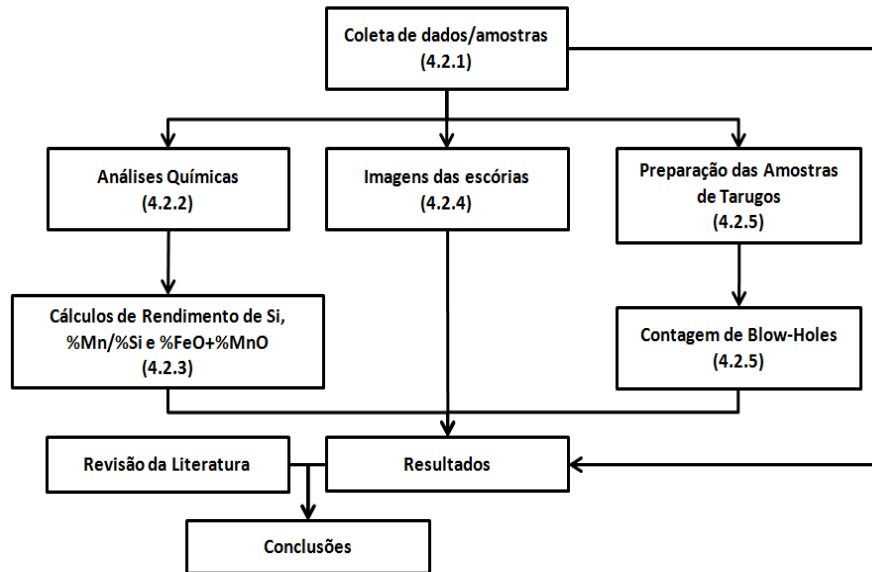 Coleta de dados/amostras
(4.2.1)
Análises Químicas
(4.2.2)
Imagens das escórias
(4.2.4)
Preparação das Amostras
de Tarugos
(4.2.5)
Cálculos de Rendimento de Si,
%Mn/%Si e %FeO+%MnO
(4.2.3)
Contagem de Blow-Holes
(4.2.5)
Revisão da Literatura
Resultados
Conclusões